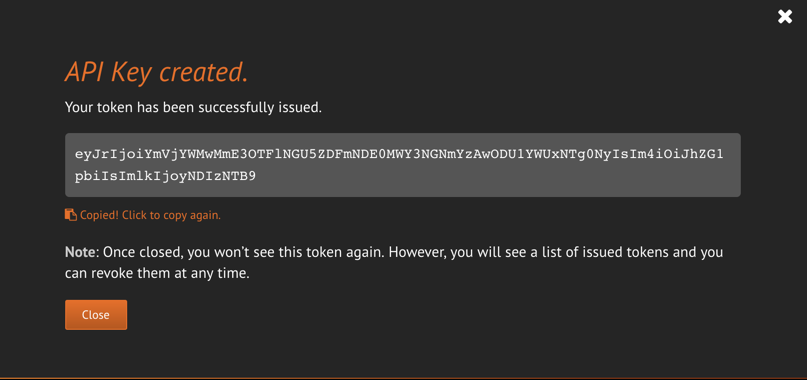 API Key created.
Your token has been successfully issued.
eyJrIjoiYmVjYWMwMmE3OTFlNGU5ZDFmNDE0MWY3NGNmYzAwODU1YWUxNTg0NyIsIm4iOiJhZG1
pbiIsImlkIjoyNDIzNTB9
Copied! Click to copy again.
Note: Once closed, you won't see this token again. However, you will see a list of issued tokens and you
can revoke them at any time.
Close